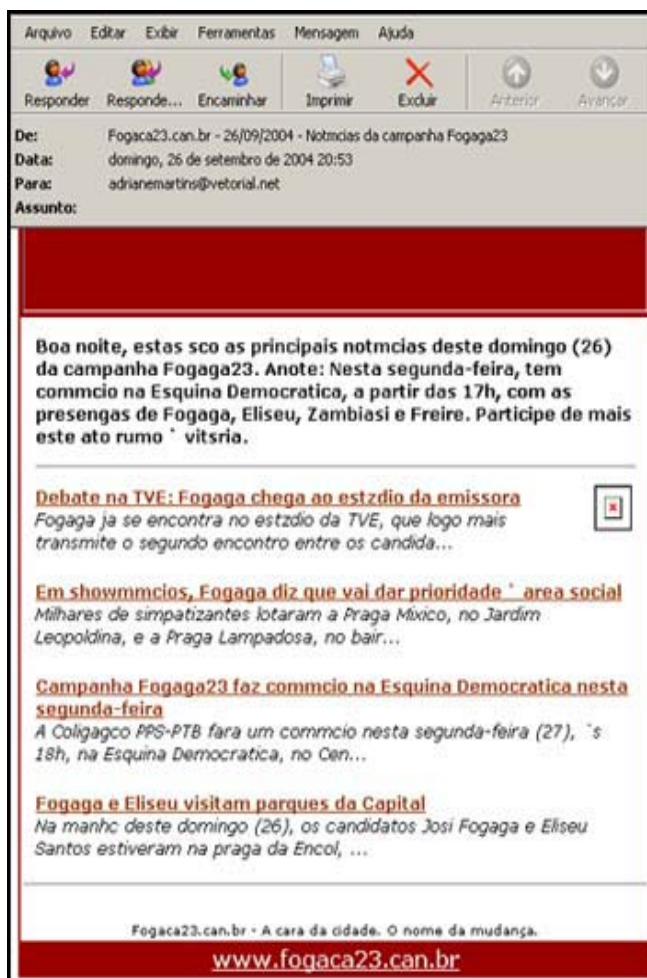 Arquivo Editar Exibir Ferramentas Mensagem Ajuda
Responder Responde... Encaminhar Imprimir Excluir Anterior Avançar
De: Fogaca23.can.br - 26/09/2004 - Notmcias da campanha Fogaga23
Data: domingo, 26 de setembro de 2004 20:53
Para: adrianemartins@vetorial.net
Assunto:
Boa noite, estas sco as principais notmcias deste domingo (26)
da campanha Fogaga23. Anote: Nesta segunda-feira, tem
commcio na Esquina Democratica, a partir das 17h, com as
presengas de Fogaga, Eliseu, Zambiasi e Freire. Participe de mais
este ato rumo ` vitsria.
Debate na TVE: Fogaga chega ao estzdio da emissora
Fogaga ja se encontra no estzdio da TVE, que logo mais
transmite o segundo encontro entre os candida...
Em showmmcios, Fogaga diz que vai dar prioridade ` area social
Milhares de simpatizantes lotaram a Praga Mixico, no Jardim
Leopoldina, e a Praga Lampadosa, no bair...
Campanha Fogaga23 faz commcio na Esquina Democratica nesta
segunda-feira
A Coligagco PPS-PTB fara um commcio nesta segunda-feira (27), `s
18h, na Esquina Democratica, no Cen...
Fogaga e Eliseu visitam parques da Capital
Na manhc deste domingo (26), os candidatos Josi Fogaga e Eliseu
Santos estiveram na praga da Encol, ...
Fogaca23.can.br - A cara da cidade. O nome da mudança.
www.fogaca23.can.br